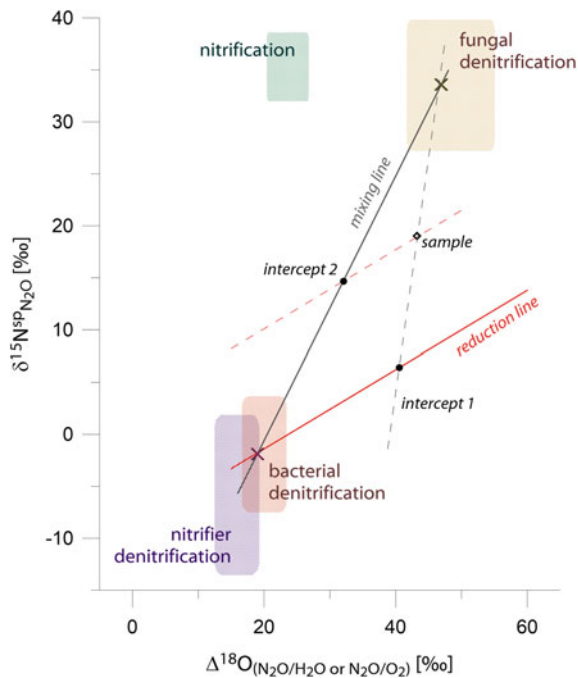 40
30
20
10
0
-10
0
20
40
60
δ¹⁵Nˢᵖ_N₂O [‰]
Δ¹⁸O(N₂O/H₂O or N₂O/O₂) [‰]
nitrification
fungal
denitrification
mixing line
intercept 2
sample
reduction line
intercept 1
bacterial
denitrification
nitrifier
denitrification